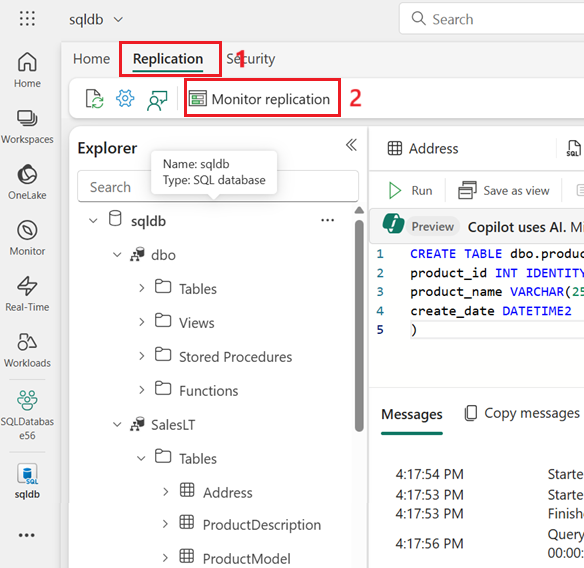 sqldb
Search
Home
Replication
1
Security
Monitor replication
2
Home
Workspaces
OneLake
Monitor
Real-Time
Workloads
SQLDatabas
e56
sqldb
Explorer
Name: sqldb
Type: SQL database
Search
sqldb
dbo
Tables
Views
Stored Procedures
Functions
SalesLT
Tables
Address
ProductDescription
ProductModel
Address
SQL
Run
Save as view
Preview
Copilot uses AI. Mi
1 CREATE TABLE dbo.produc
2 product_id INT IDENTITY
3 product_name VARCHAR(25
4 create_date DATETIME2
5 )
Messages
Copy messages
4:17:54 PM Starte
4:17:53 PM Starte
4:17:53 PM Finishe
4:17:56 PM Query
00:00: